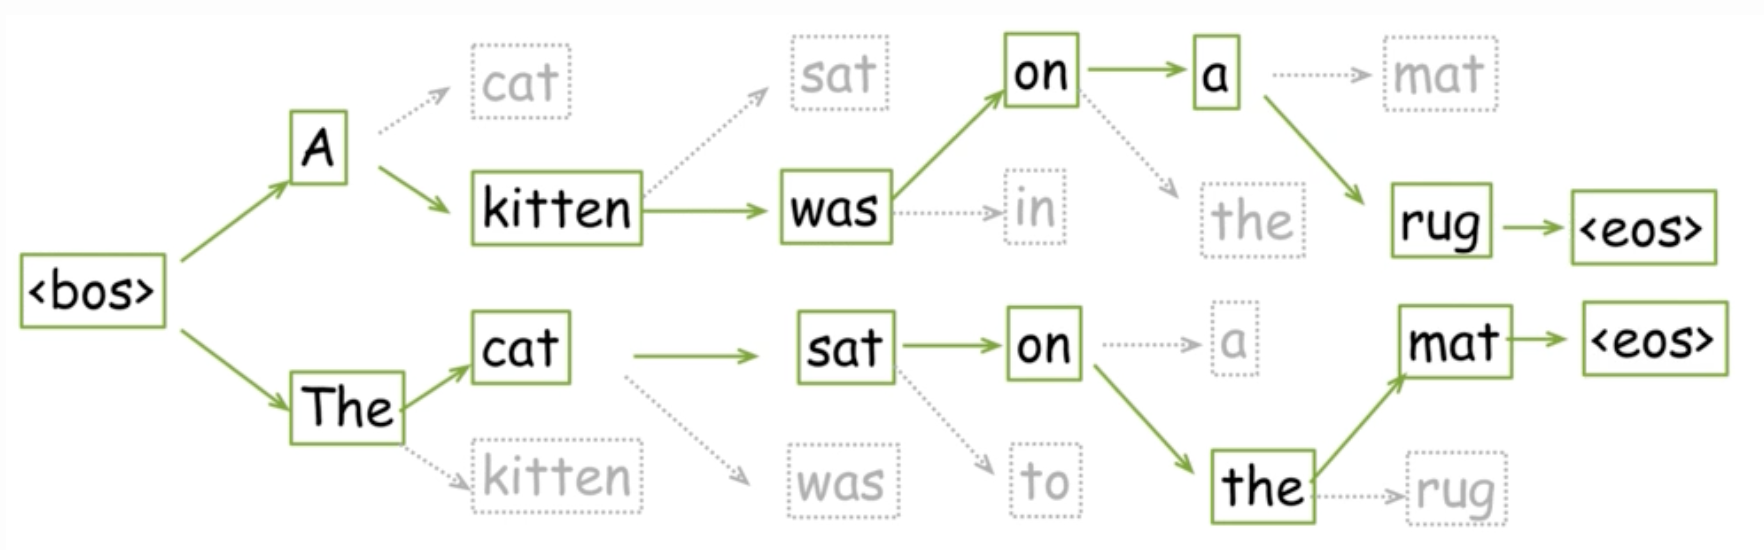 <bos>
A
The
cat
kitten
cat
kitten
sat
was
sat
was
on
in
on
to
a
the
a
the
mat
rug
mat
rug
<eos>
<eos>